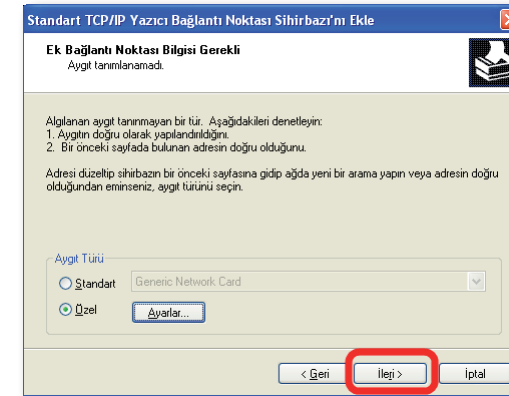 Standart TCP/IP Yazıcı Bağlantı Noktası Sihirbazı'nı Ekle
Ek Bağlantı Noktası Bilgisi Gerekli
Aygıt tanımlanamadı.
Algılanan aygıt tanınmayan bir tür. Aşağıdakileri denetleyin:
1. Aygıtın doğru olarak yapılandırıldığını.
2. Bir önceki sayfada bulunan adresin doğru olduğunu.
Adresi düzeltip sihirbazın bir önceki sayfasına gidip ağda yeni bir arama yapın veya adresin doğru
olduğundan eminseniz, aygıt türünü seçin.
Aygıt Türü
Standart Generic Network Card
Özel Ayarlar...
< Geri İleri > İptal